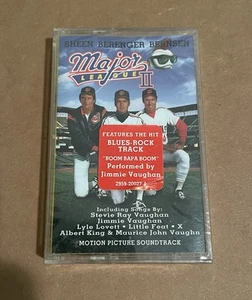 SHEEN BERENGER BERNSEN
Major
LEAGUE II
FEATURES THE HIT
BLUES-ROCK
TRACK
"BOOM BAPA BOOM"
Performed by
Jimmie Vaughan
2959-20027
Including Songs By:
Stevie Ray Vaughan
Jimmie Vaughan
Lyle Lovett • Little Feat • X
Albert King & Maurice John Vaughn
MOTION PICTURE SOUNDTRACK